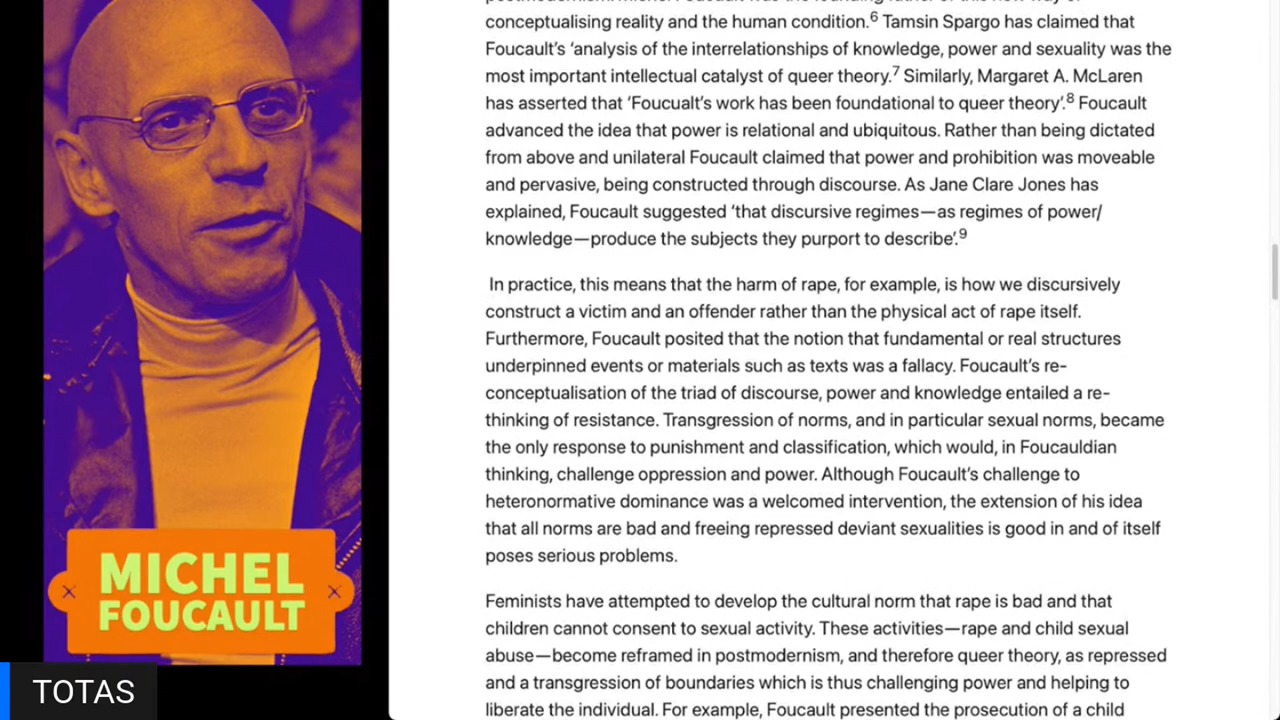 conceptualising reality and the human condition.6 Tamsin Spargo has claimed that
Foucault's 'analysis of the interrelationships of knowledge, power and sexuality was the
most important intellectual catalyst of queer theory.7 Similarly, Margaret A. McLaren
has asserted that 'Foucualt's work has been foundational to queer theory'.8 Foucault
advanced the idea that power is relational and ubiquitous. Rather than being dictated
from above and unilateral Foucault claimed that power and prohibition was moveable
and pervasive, being constructed through discourse. As Jane Clare Jones has
explained, Foucault suggested 'that discursive regimes—as regimes of power/
knowledge—produce the subjects they purport to describe'.9
In practice, this means that the harm of rape, for example, is how we discursively
construct a victim and an offender rather than the physical act of rape itself.
Furthermore, Foucault posited that the notion that fundamental or real structures
underpinned events or materials such as texts was a fallacy. Foucault's re-
conceptualisation of the triad of discourse, power and knowledge entailed a re-
thinking of resistance. Transgression of norms, and in particular sexual norms, became
the only response to punishment and classification, which would, in Foucauldian
thinking, challenge oppression and power. Although Foucault's challenge to
heteronormative dominance was a welcomed intervention, the extension of his idea
that all norms are bad and freeing repressed deviant sexualities is good in and of itself
poses serious problems.
Feminists have attempted to develop the cultural norm that rape is bad and that
children cannot consent to sexual activity. These activities—rape and child sexual
abuse—become reframed in postmodernism, and therefore queer theory, as repressed
and a transgression of boundaries which is thus challenging power and helping to
liberate the individual. For example, Foucault presented the prosecution of a child
MICHEL
FOUCAULT
TOTAS